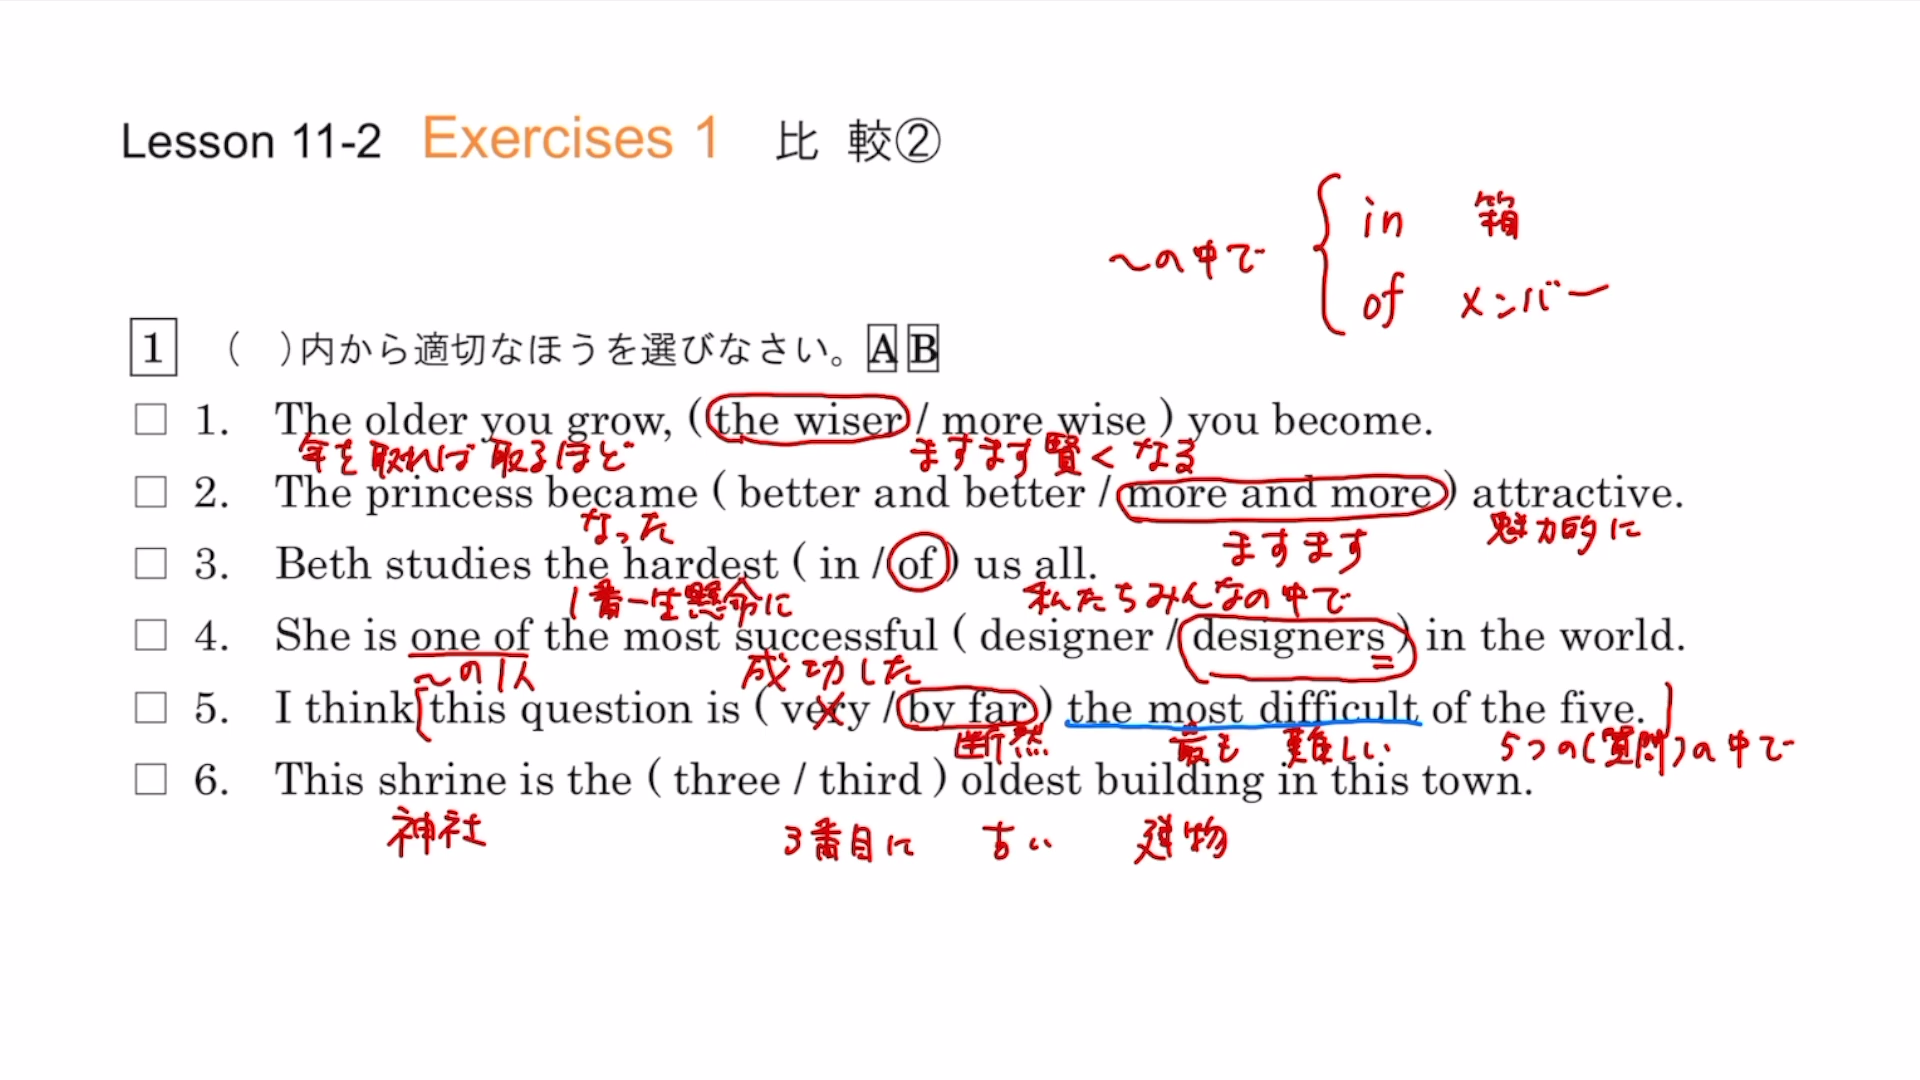 Lesson 11-2 Exercises 1 比 較②
～の中で
in 箱
of メンバー
1 ( )内から適切なほうを選びなさい。A B
□ 1. The older you grow, ( the wiser / more wise ) you become.
年を取れば取るほど ますます賢くなる
□ 2. The princess became ( better and better / more and more ) attractive.
なった ますます 魅力的に
□ 3. Beth studies the hardest ( in / of ) us all.
1番一生懸命に 私たちみんなの中で
□ 4. She is one of the most successful ( designer / designers ) in the world.
～の1人 成功した
□ 5. I think [this question is ( very / by far ) the most difficult of the five.]
断然 最も 難しい 5つの(質問)の中で
□ 6. This shrine is the ( three / third ) oldest building in this town.
神社 3番目に 古い 建物